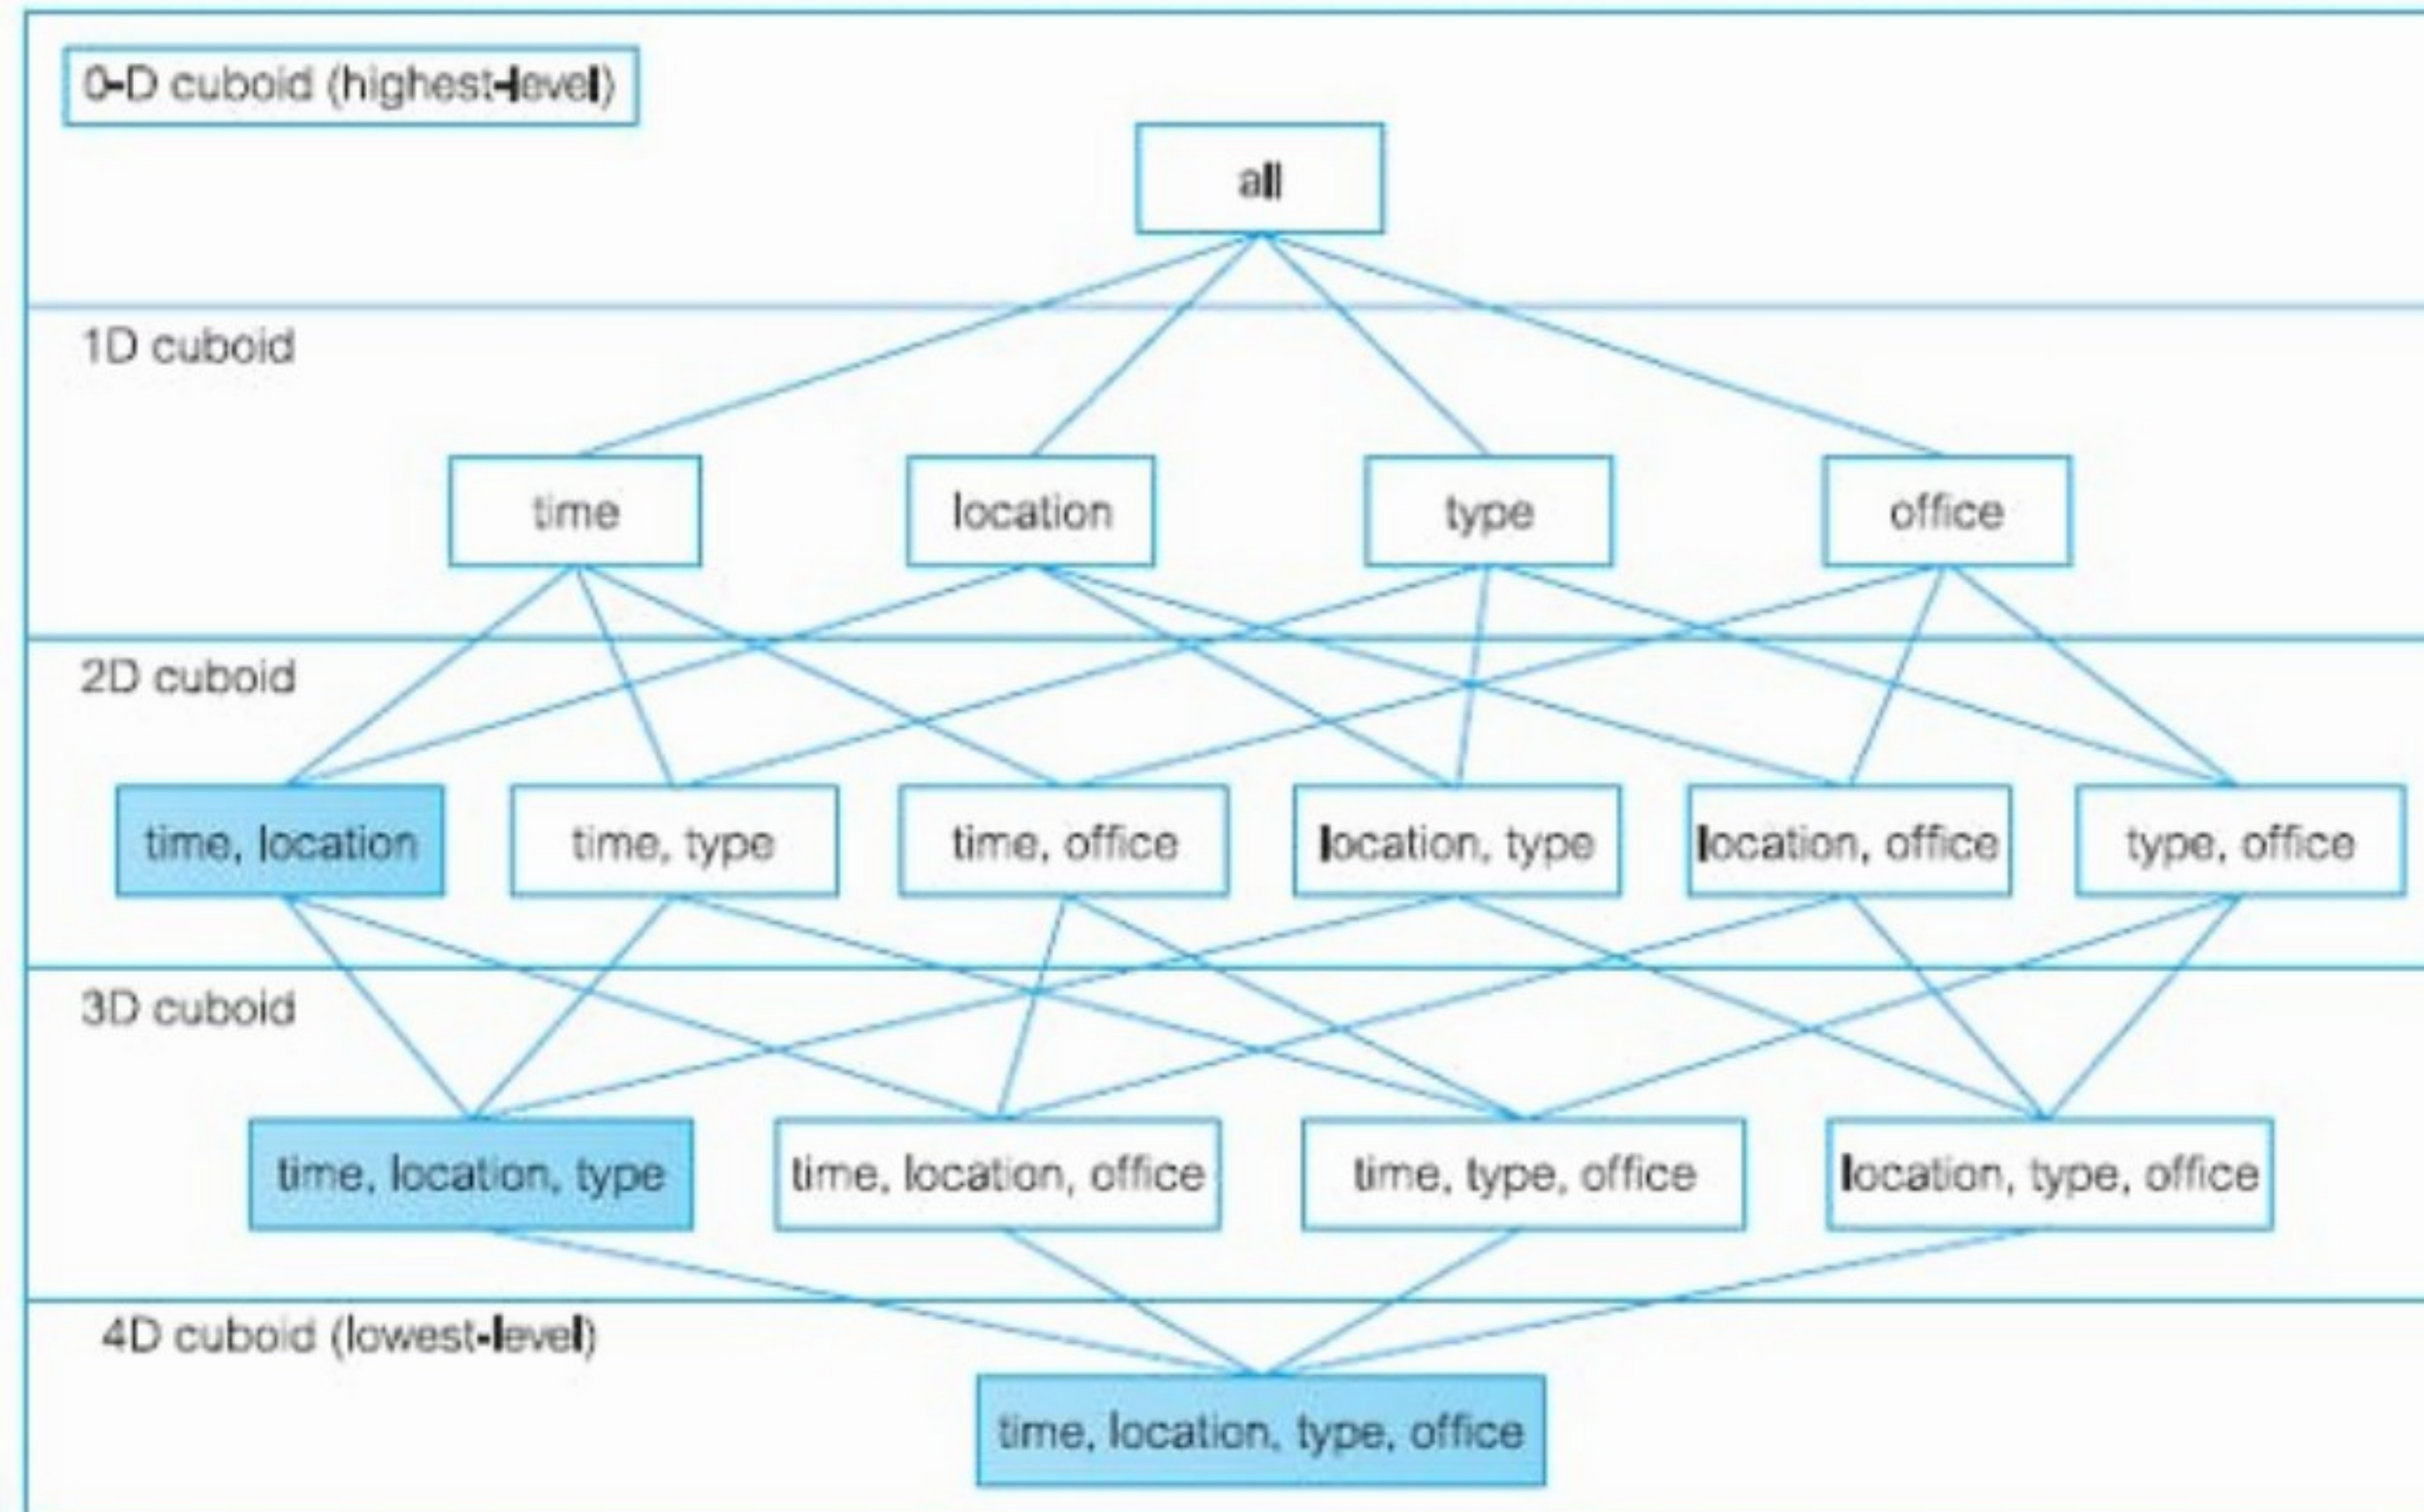 0-D cuboid (highest-level)
all
1D cuboid
time
location
type
office
2D cuboid
time, location
time, type
time, office
location, type
location, office
type, office
3D cuboid
time, location, type
time, location, office
time, type, office
location, type, office
4D cuboid (lowest-level)
time, location, type, office